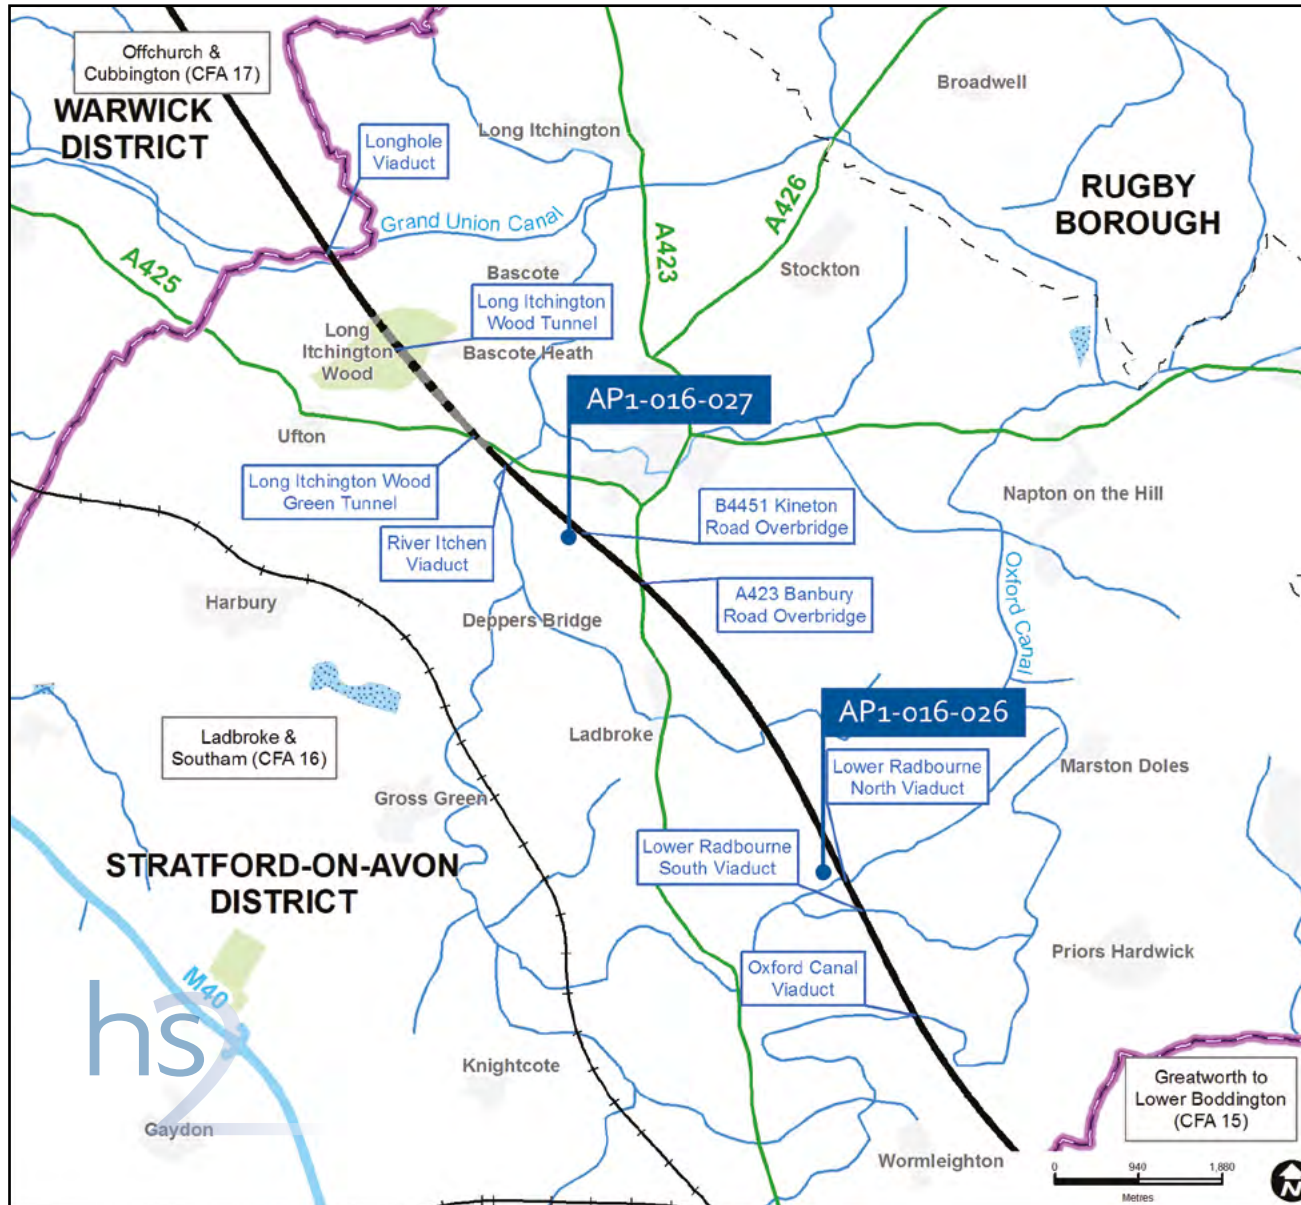 Offchurch &
Cubbington (CFA 17)
WARWICK
DISTRICT
Longhole
Viaduct
Long Itchington
Broadwell
RUGBY
BOROUGH
Grand Union Canal
A423
A426
A425
Bascote
Stockton
Long Itchington
Wood Tunnel
Long
Itchington
Wood
Bascote Heath
AP1-016-027
Ufton
Long Itchington Wood
Green Tunnel
River Itchen
Viaduct
B4451 Kineton
Road Overbridge
Napton on the Hill
Oxford Canal
A423 Banbury
Road Overbridge
Harbury
Deppers Bridge
AP1-016-026
Ladbroke &
Southam (CFA 16)
Ladbroke
Lower Radbourne
North Viaduct
Marston Doles
Gross Green
Lower Radbourne
South Viaduct
STRATFORD-ON-AVON
DISTRICT
Priors Hardwick
Oxford Canal
Viaduct
M40
hs2
Knightcote
Greatworth to
Lower Boddington
(CFA 15)
Gaydon
Wormleighton
0 940 1,880
Metres
N